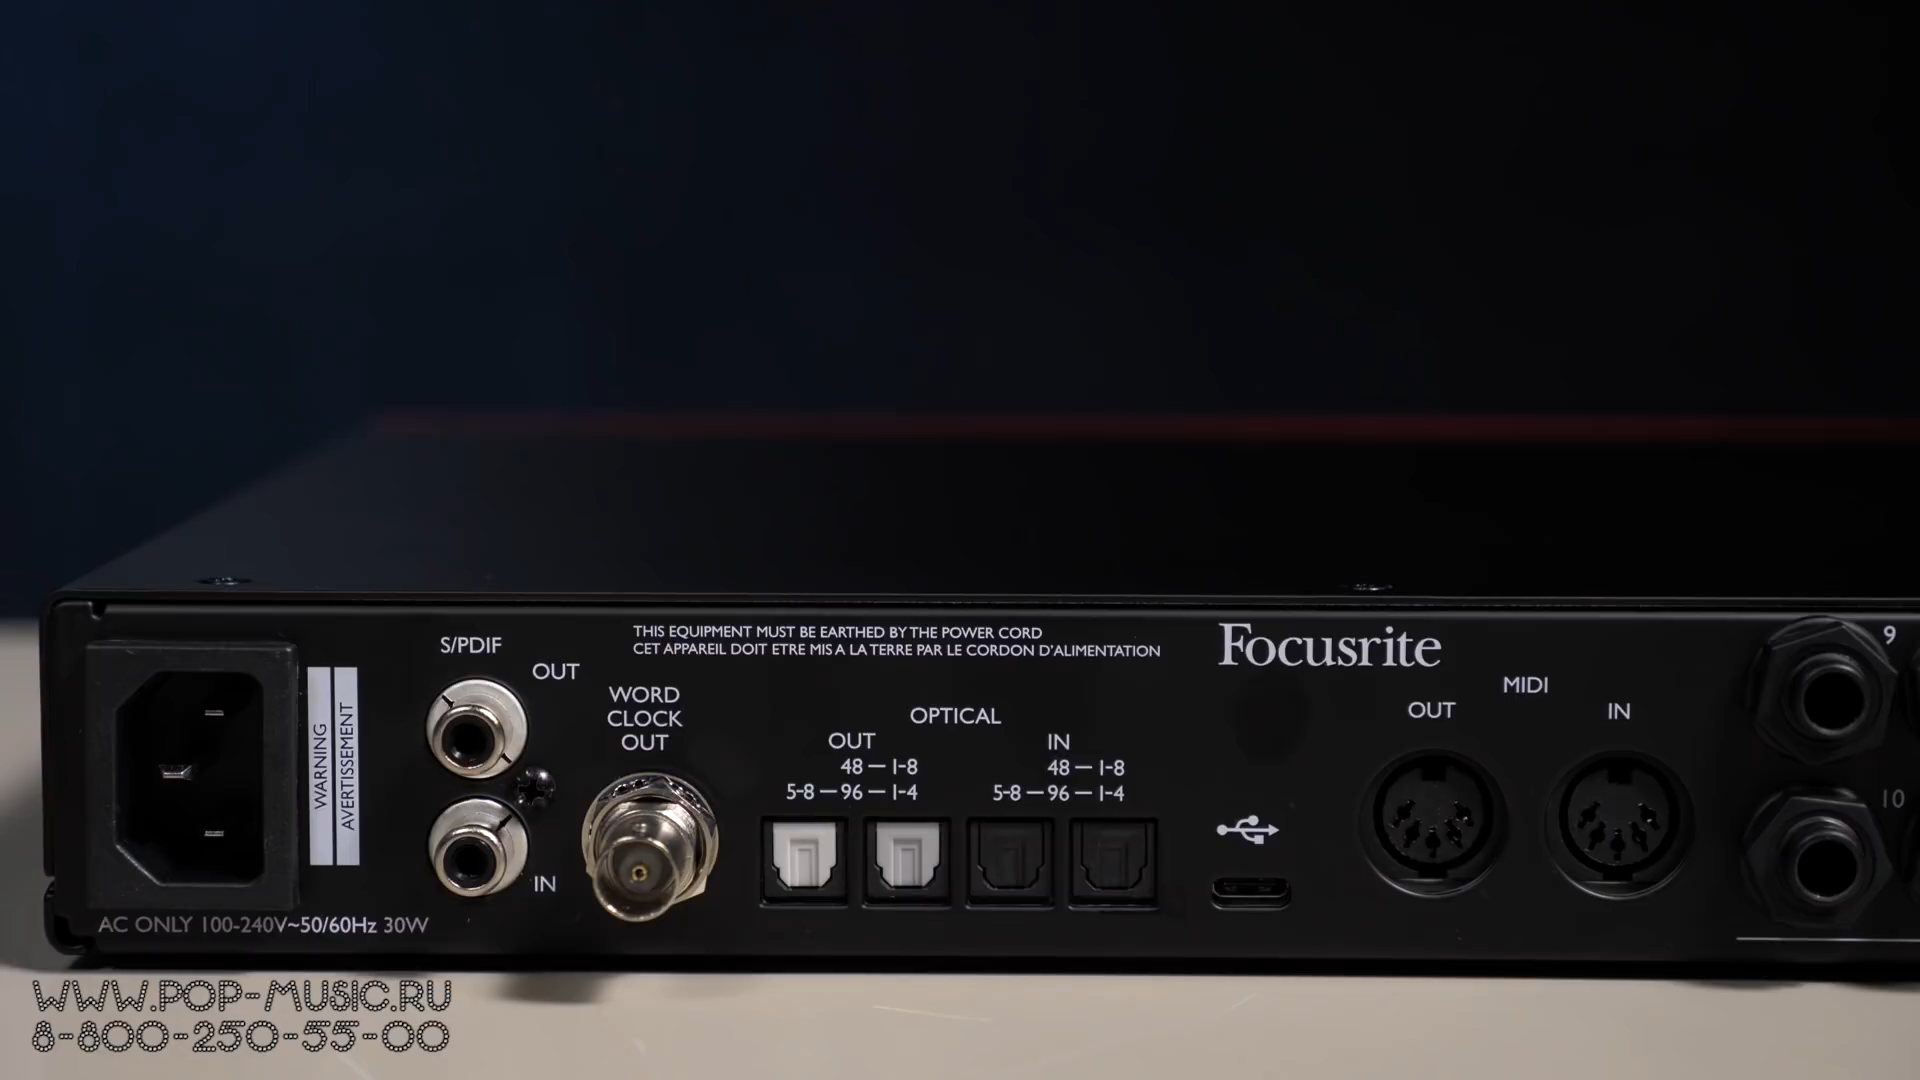 THIS EQUIPMENT MUST BE EARTHED BY THE POWER CORD
CET APPAREIL DOIT ETRE MIS A LA TERRE PAR LE CORDON D'ALIMENTATION
Focusrite
S/PDIF
OUT
IN
WARNING
AVERTISSEMENT
AC ONLY 100-240V~50/60Hz 30W
WORD
CLOCK
OUT
OPTICAL
OUT
48 — 1-8
5-8 — 96 — 1-4
IN
48 — 1-8
5-8 — 96 — 1-4
MIDI
OUT
IN
9
10
WWW.POP-MUSIC.RU
8-800-250-55-00